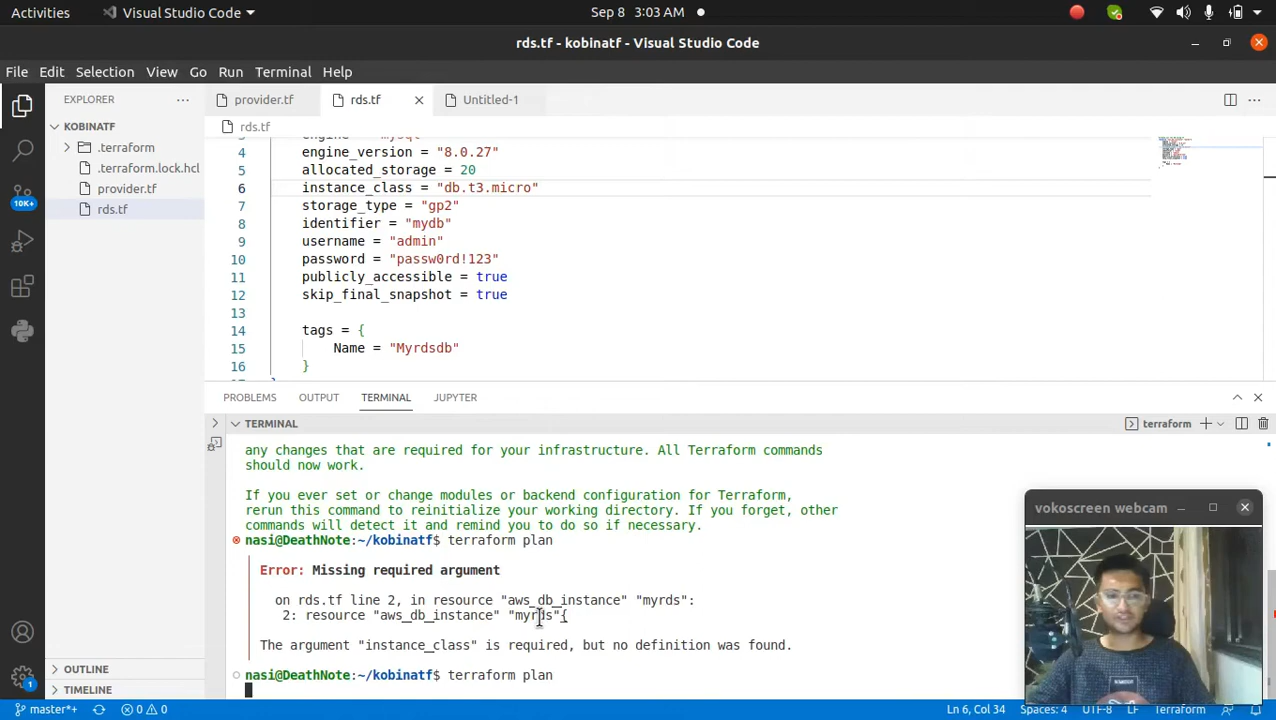 Activities
Visual Studio Code
Sep 8 3:03 AM
rds.tf - kobinatf - Visual Studio Code
File Edit Selection View Go Run Terminal Help
EXPLORER
provider.tf
rds.tf
Untitled-1
KOBINATF
rds.tf
.terraform
.terraform.lock.hcl
provider.tf
rds.tf
10K+
4 engine_version = "8.0.27"
5 allocated_storage = 20
6 instance_class = "db.t3.micro"
7 storage_type = "gp2"
8 identifier = "mydb"
9 username = "admin"
10 password = "passw0rd!123"
11 publicly_accessible = true
12 skip_final_snapshot = true
13
14 tags = {
15 Name = "Myrdsdb"
16 }
PROBLEMS OUTPUT TERMINAL JUPYTER
TERMINAL
terraform
any changes that are required for your infrastructure. All Terraform commands
should now work.
If you ever set or change modules or backend configuration for Terraform,
rerun this command to reinitialize your working directory. If you forget, other
commands will detect it and remind you to do so if necessary.
nasi@DeathNote:~/kobinatf$ terraform plan
Error: Missing required argument
on rds.tf line 2, in resource "aws_db_instance" "myrds":
2: resource "aws_db_instance" "myrds"{
The argument "instance_class" is required, but no definition was found.
nasi@DeathNote:~/kobinatf$ terraform plan
vokoscreen webcam
OUTLINE
TIMELINE
1
master*+
0 0
Ln 6, Col 34
Spaces: 4
UTF-8
LF
Terraform